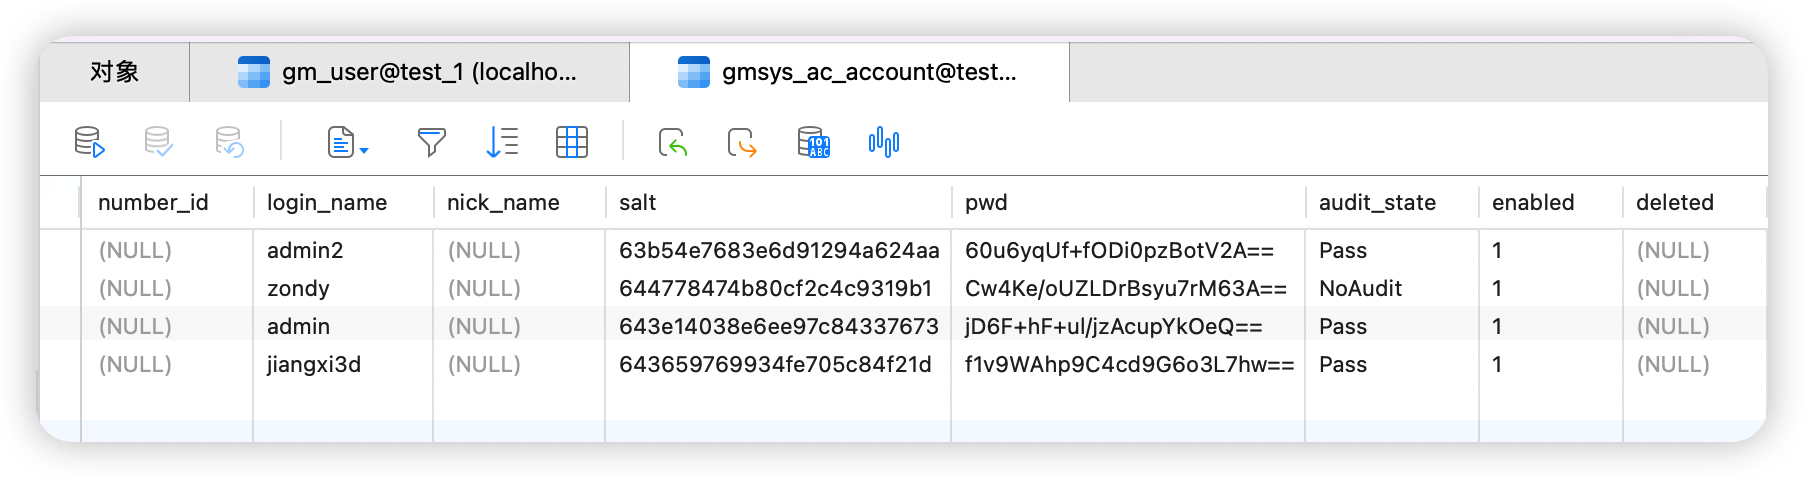 对象 gm_user@test_1 (localho... gmsys_ac_account@test...
number_id login_name nick_name salt pwd audit_state enabled deleted
(NULL) admin2 (NULL) 63b54e7683e6d91294a624aa 60u6yqUf+fODi0pzBotV2A== Pass 1 (NULL)
(NULL) zondy (NULL) 644778474b80cf2c4c9319b1 Cw4Ke/oUZLDrBsyu7rM63A== NoAudit 1 (NULL)
(NULL) admin (NULL) 643e14038e6ee97c84337673 jD6F+hF+ul/jzAcupYkOeQ== Pass 1 (NULL)
(NULL) jiangxi3d (NULL) 643659769934fe705c84f21d f1v9WAhp9C4cd9G6o3L7hw== Pass 1 (NULL)